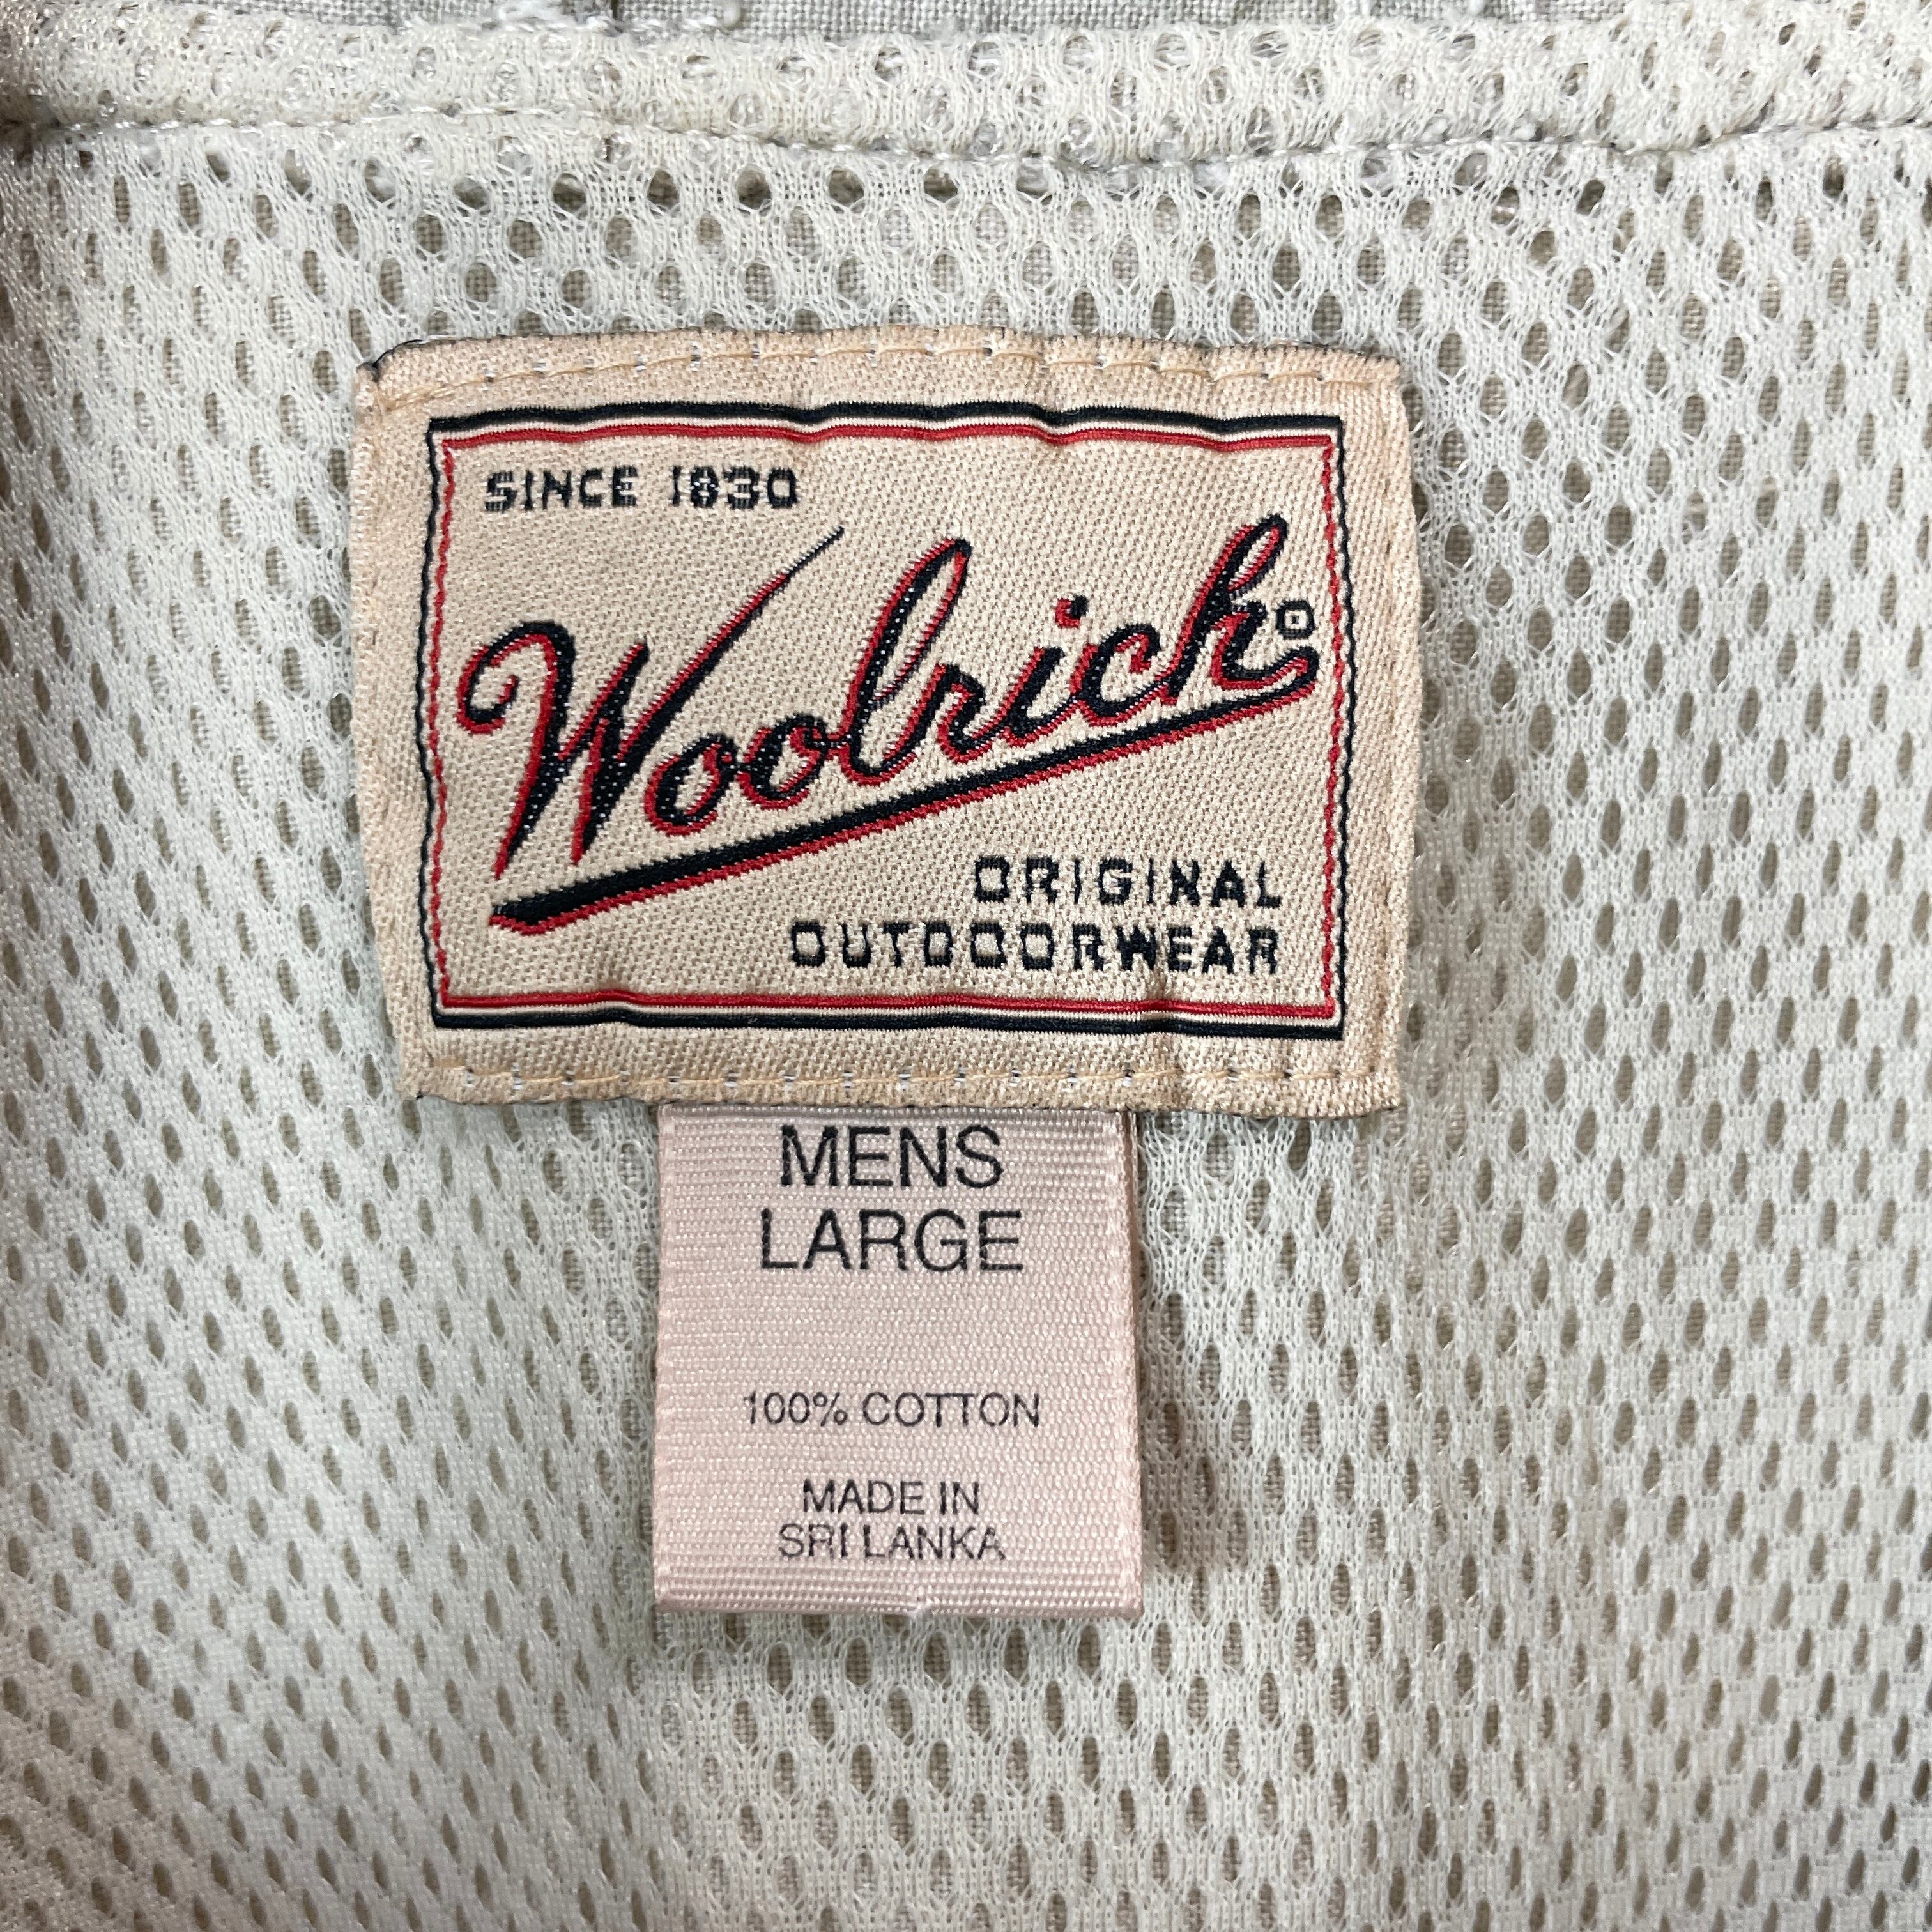 SINCE 1830
Woolrich
ORIGINAL
OUTDOORWEAR
MENS
LARGE
100% COTTON
MADE IN
SRI LANKA